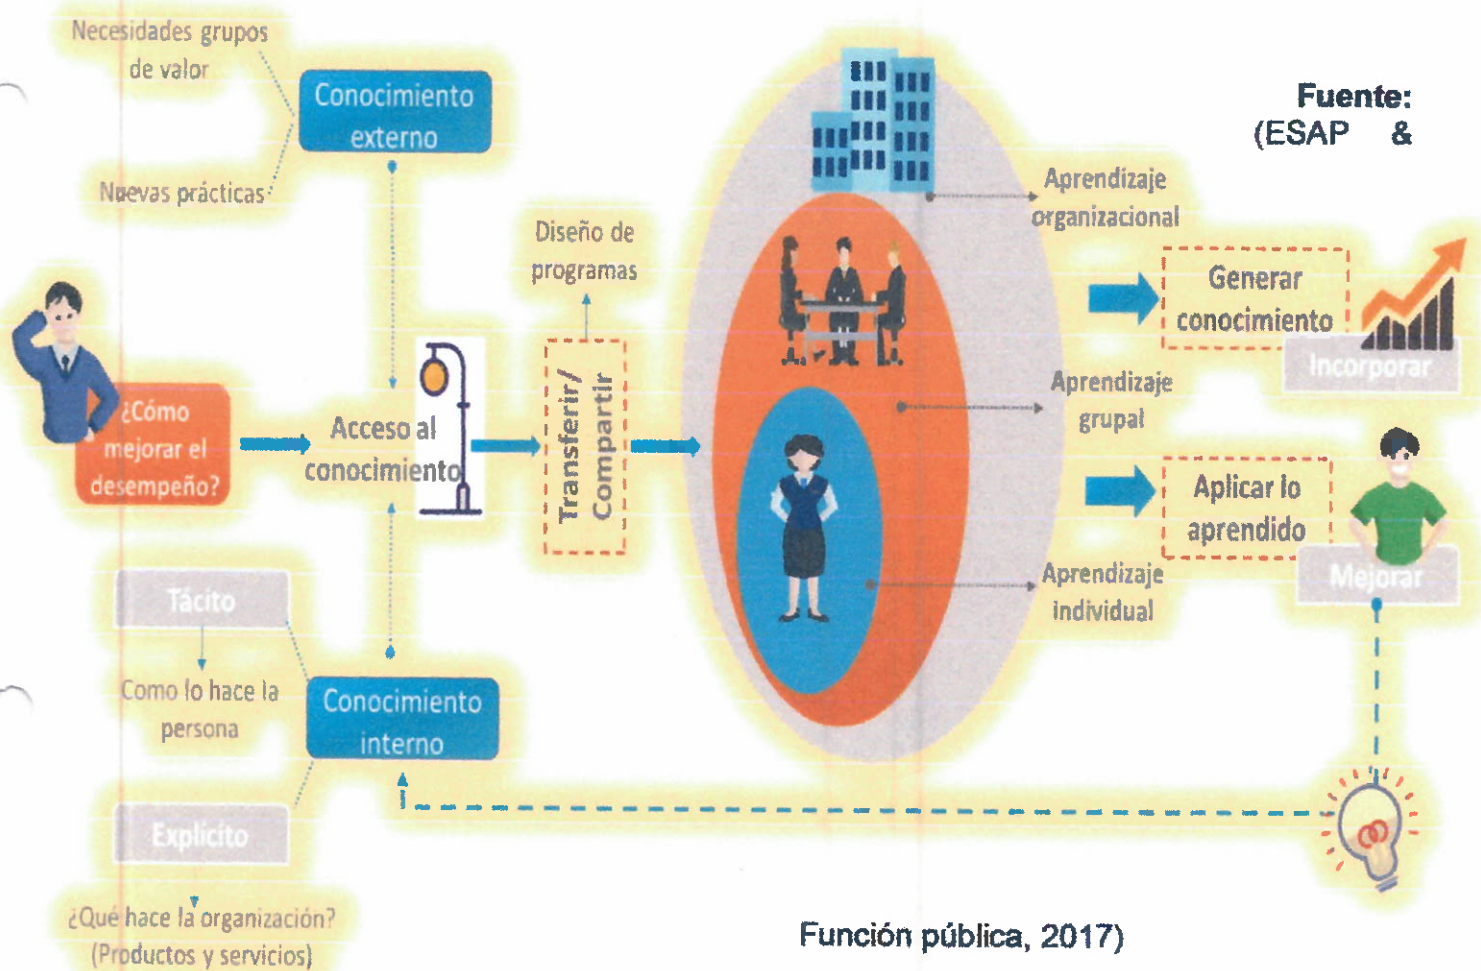 Necesidades grupos
de valor
Conocimiento
externo
Nuevas prácticas
Fuente:
(ESAP &
Aprendizaje
organizacional
Diseño de
programas
Generar
conocimiento
Incorporar
¿Cómo
mejorar el
desempeño?
Acceso al
conocimiento
Transferir/
Compartir
Aprendizaje
grupal
Aplicar lo
aprendido
Mejorar
Aprendizaje
individual
Tácito
Como lo hace la
persona
Conocimiento
interno
Explícito
¿Qué hace la organización?
(Productos y servicios)
Función pública, 2017)